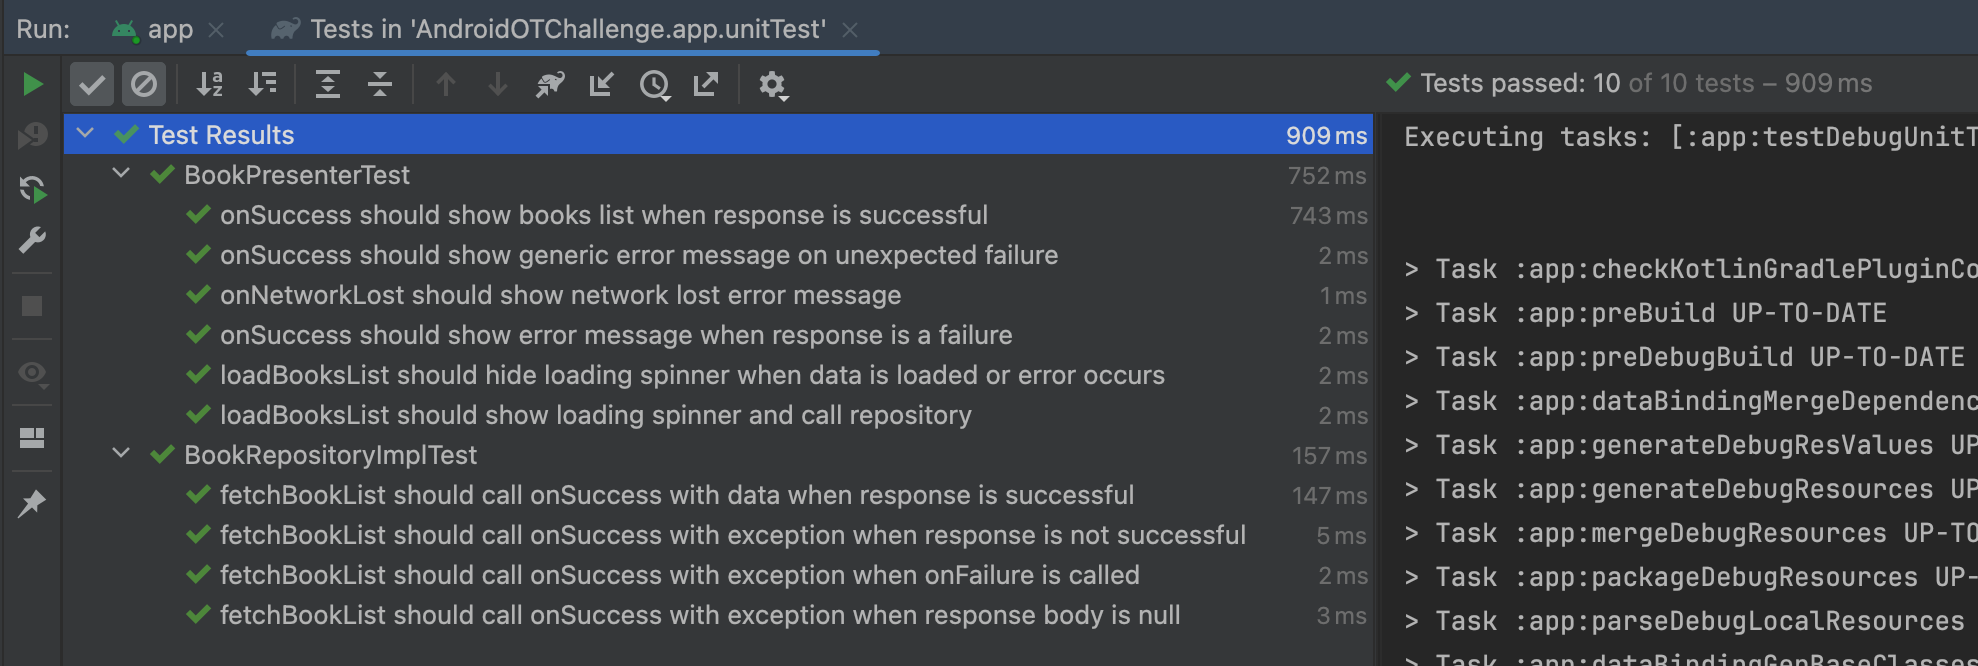 Run: app Tests in 'AndroidOTChallenge.app.unitTest'
Tests passed: 10 of 10 tests – 909 ms
Test Results 909 ms
BookPresenterTest 752 ms
onSuccess should show books list when response is successful 743 ms
onSuccess should show generic error message on unexpected failure 2 ms
onNetworkLost should show network lost error message 1 ms
onSuccess should show error message when response is a failure 2 ms
loadBooksList should hide loading spinner when data is loaded or error occurs 2 ms
loadBooksList should show loading spinner and call repository 2 ms
BookRepositoryImplTest 157 ms
fetchBookList should call onSuccess with data when response is successful 147 ms
fetchBookList should call onSuccess with exception when response is not successful 5 ms
fetchBookList should call onSuccess with exception when onFailure is called 2 ms
fetchBookList should call onSuccess with exception when response body is null 3 ms
Executing tasks: [:app:testDebugUnitT
> Task :app:checkKotlinGradlePluginCo
> Task :app:preBuild UP-TO-DATE
> Task :app:preDebugBuild UP-TO-DATE
> Task :app:dataBindingMergeDependenc
> Task :app:generateDebugResValues UP
> Task :app:generateDebugResources UP
> Task :app:mergeDebugResources UP-TO
> Task :app:packageDebugResources UP-
> Task :app:parseDebugLocalResources
> Task :app:dataBindingGenBaseClasses